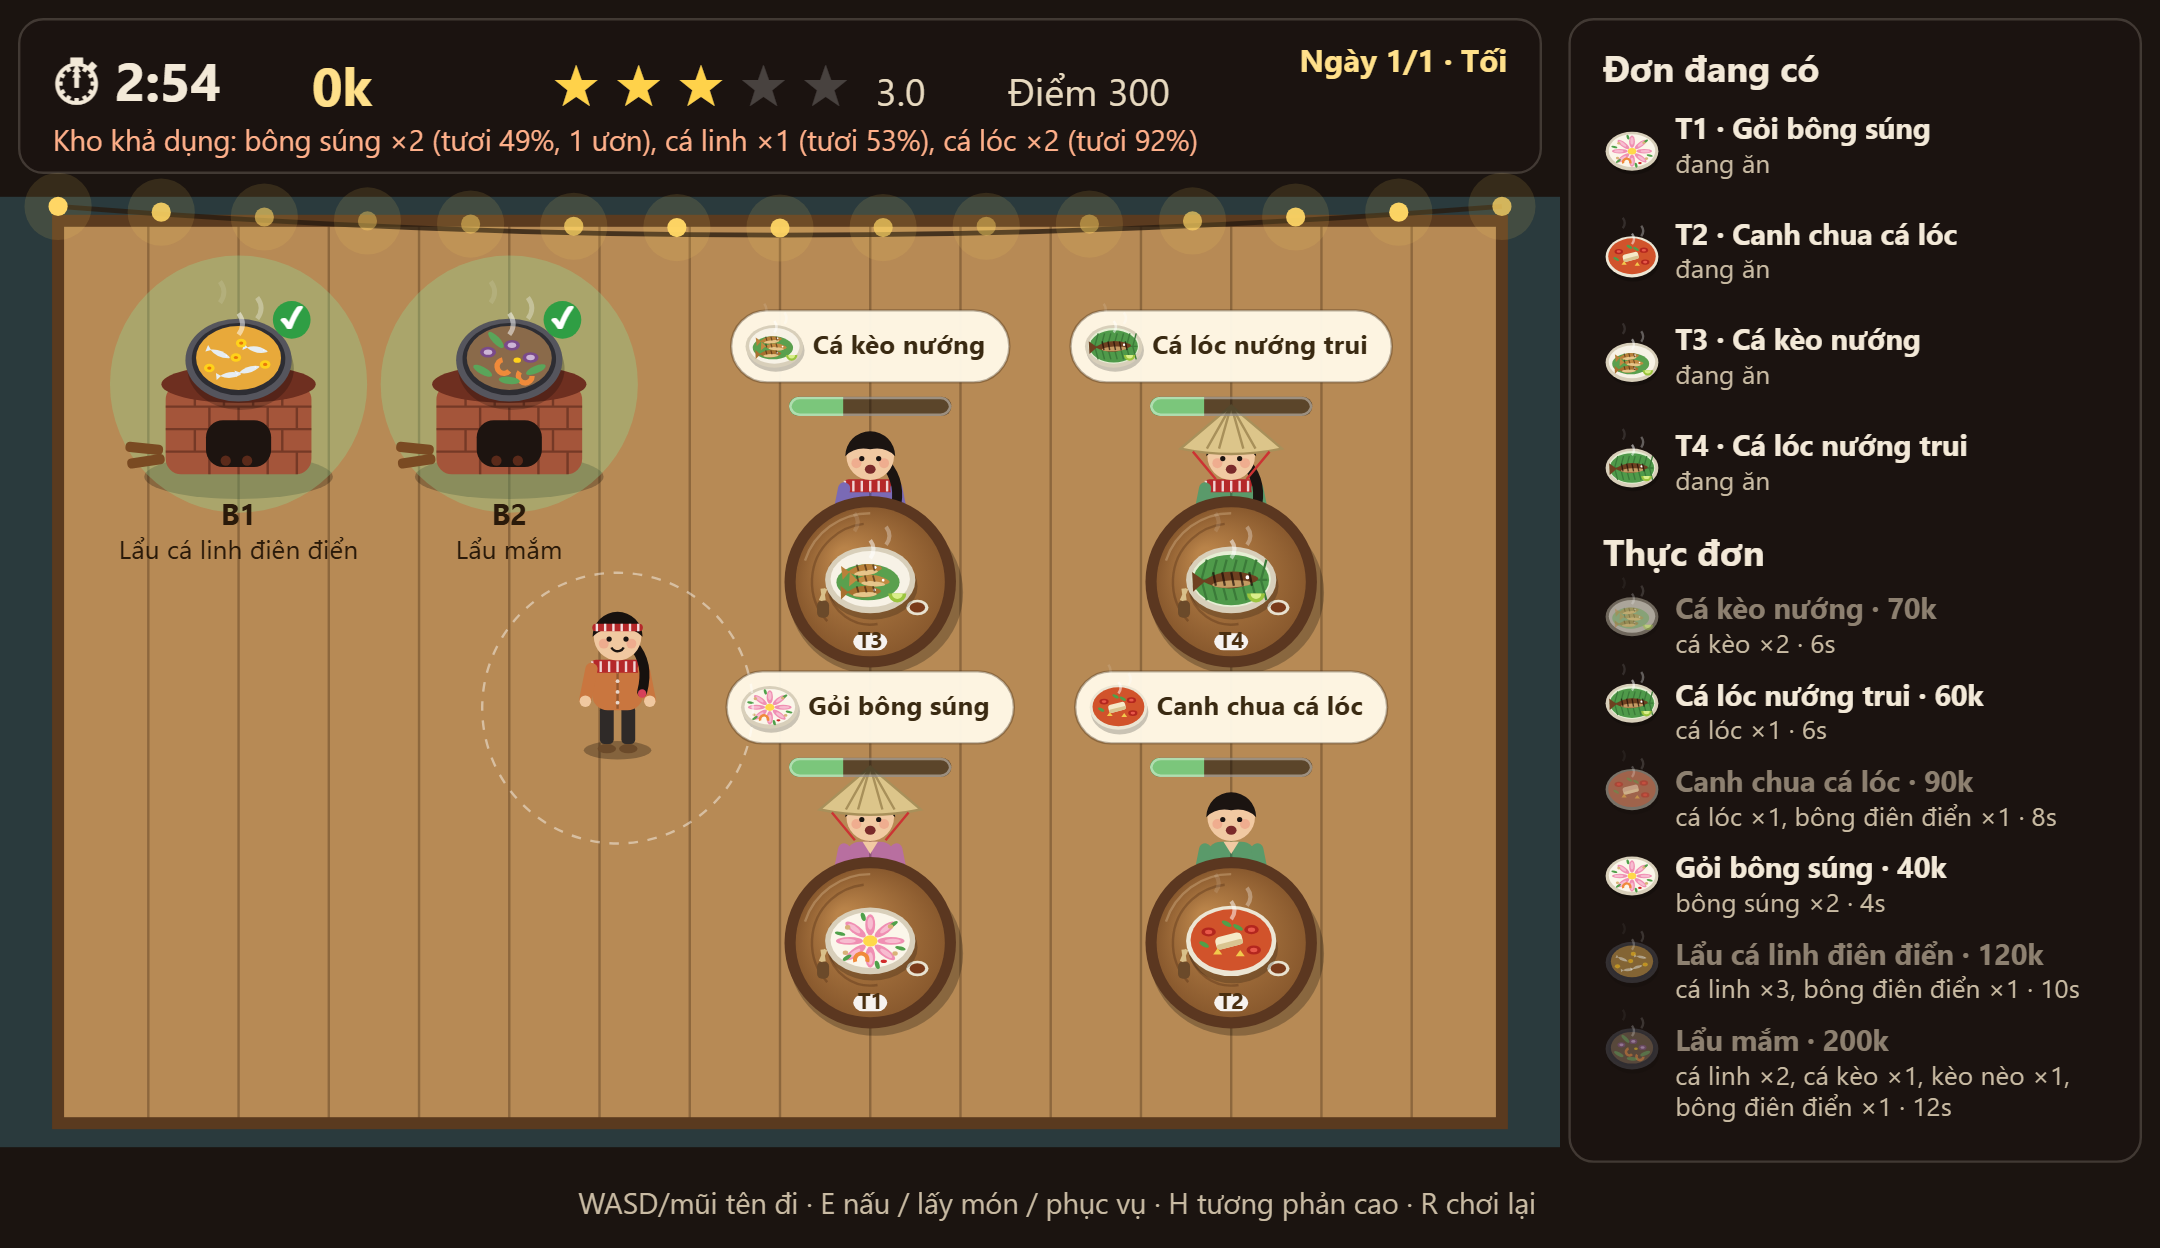 2:54
0k
3.0
Điểm 300
Ngày 1/1 · Tối
Kho khả dụng: bông súng ×2 (tươi 49%, 1 ươn), cá linh ×1 (tươi 53%), cá lóc ×2 (tươi 92%)
B1
Lẩu cá linh điên điển
B2
Lẩu mắm
Cá kèo nướng
Cá lóc nướng trui
T3
T4
Gỏi bông súng
Canh chua cá lóc
T1
T2
Đơn đang có
T1 · Gỏi bông súng
đang ăn
T2 · Canh chua cá lóc
đang ăn
T3 · Cá kèo nướng
đang ăn
T4 · Cá lóc nướng trui
đang ăn
Thực đơn
Cá kèo nướng · 70k
cá kèo ×2 · 6s
Cá lóc nướng trui · 60k
cá lóc ×1 · 6s
Canh chua cá lóc · 90k
cá lóc ×1, bông điên điển ×1 · 8s
Gỏi bông súng · 40k
bông súng ×2 · 4s
Lẩu cá linh điên điển · 120k
cá linh ×3, bông điên điển ×1 · 10s
Lẩu mắm · 200k
cá linh ×2, cá kèo ×1, kèo nèo ×1,
bông điên điển ×1 · 12s
WASD/mũi tên đi · E nấu / lấy món / phục vụ · H tương phản cao · R chơi lại